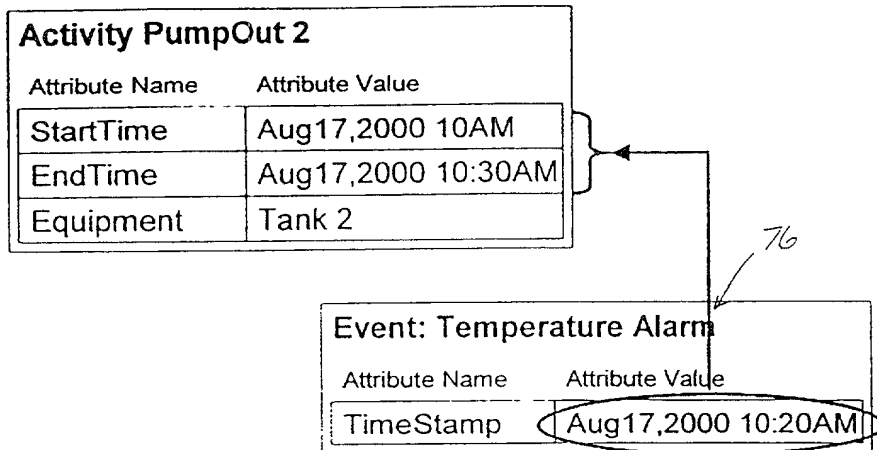 Activity PumpOut 2
Attribute Name Attribute Value
StartTime Aug17,2000 10AM
EndTime Aug17,2000 10:30AM
Equipment Tank 2
76
Event: Temperature Alarm
Attribute Name Attribute Value
TimeStamp Aug17,2000 10:20AM